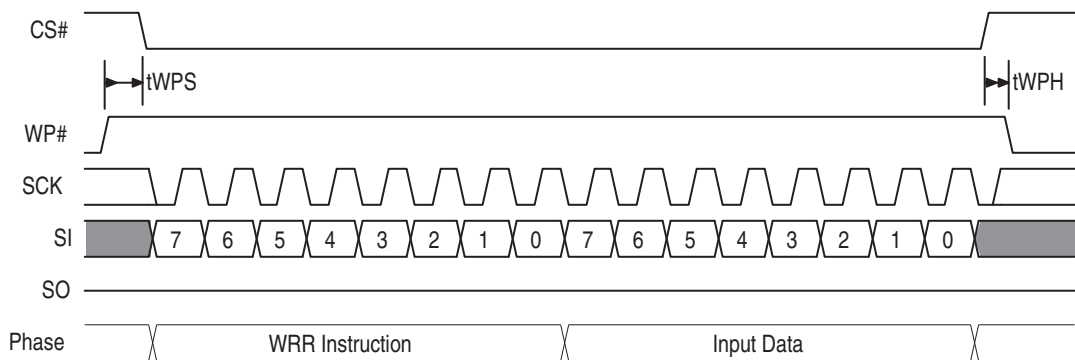 CS#
tWPS
tWPH
WP#
SCK
SI 7 6 5 4 3 2 1 0 7 6 5 4 3 2 1 0
SO
Phase WRR Instruction Input Data